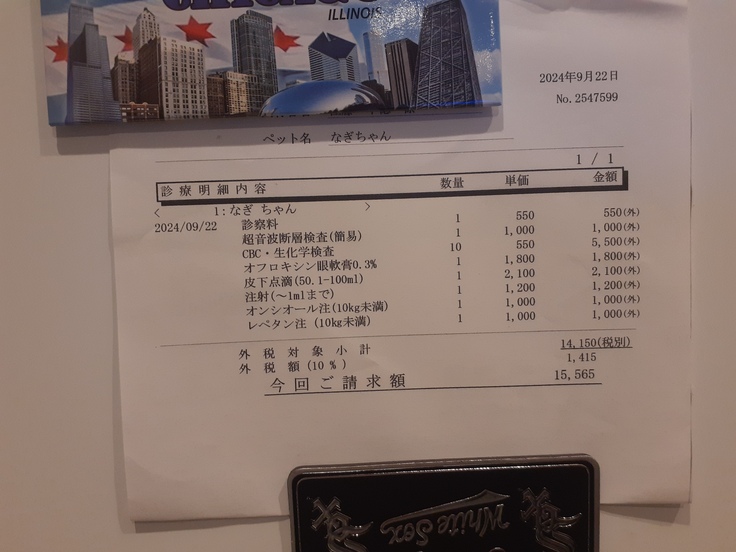 ILLINOIS
2024年9月22日
No.2547599
ペット名 なぎちゃん
1 / 1
診療明細内容 数量 単価 金額
< 1:なぎ ちゃん >
2024/09/22 診察料 1 550 550(外)
超音波断層検査(簡易) 1 1,000 1,000(外)
CBC・生化学検査 10 550 5,500(外)
オフロキシン眼軟膏0.3% 1 1,800 1,800(外)
皮下点滴(50.1-100ml) 1 2,100 2,100(外)
注射(~1mlまで) 1 1,200 1,200(外)
オンシオール注(10kg未満) 1 1,000 1,000(外)
レペタン注 (10kg未満) 1 1,000 1,000(外)
外税対象小計 14,150(税別)
外税額(10%) 1,415
今回ご請求額 15,565
White Sox